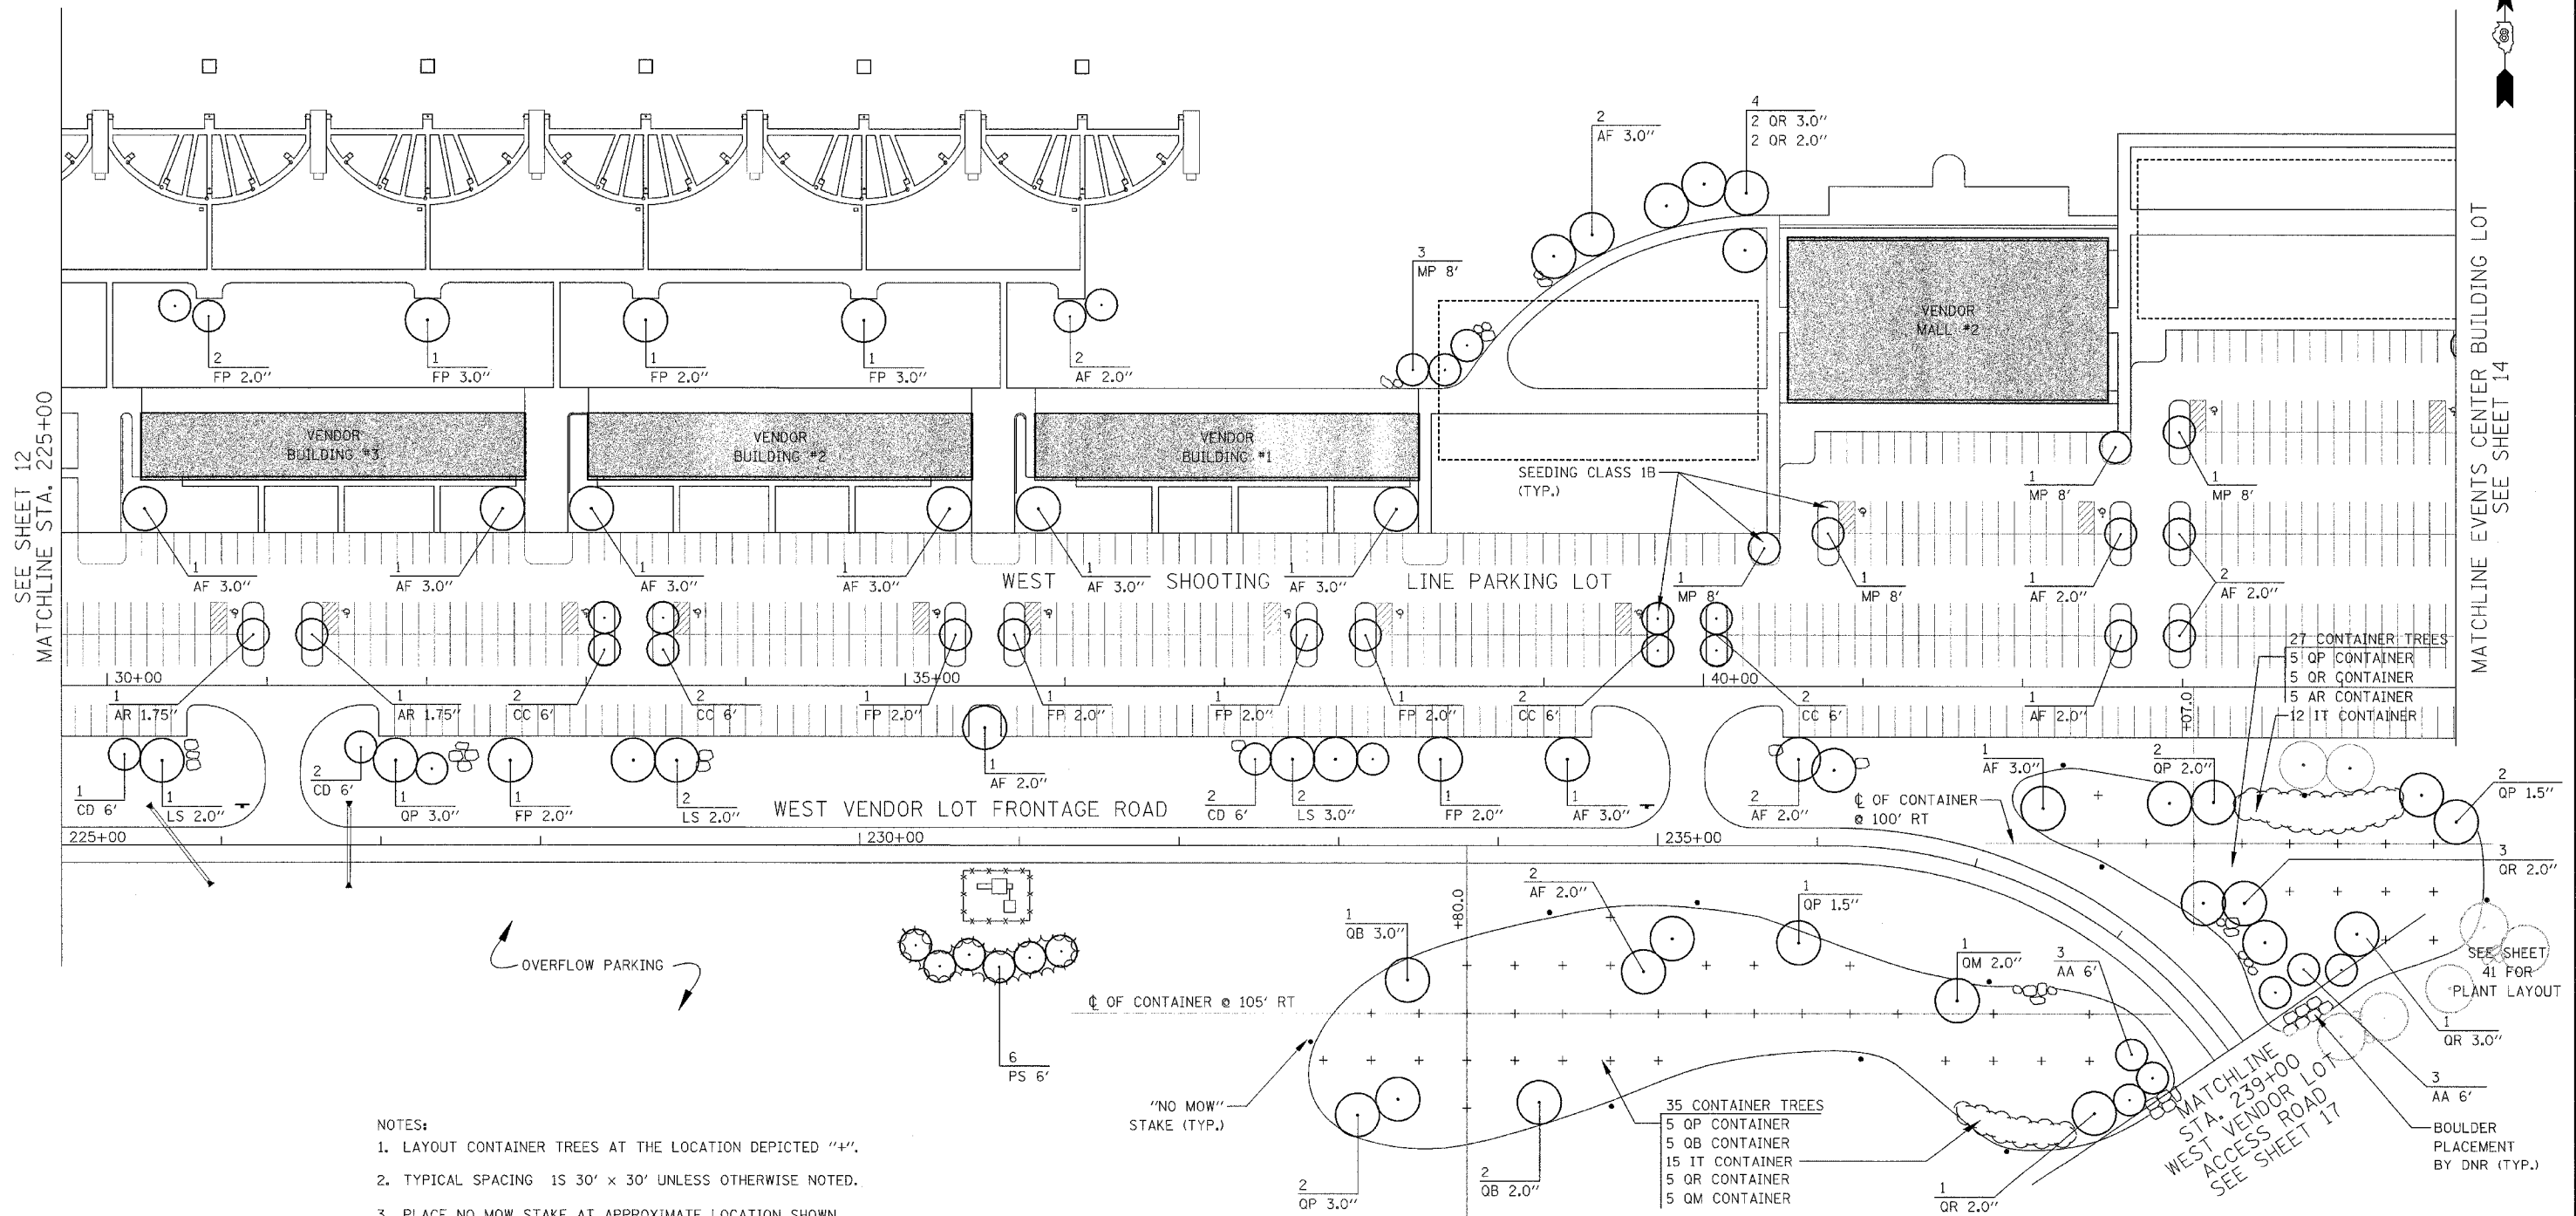 4
2 QR 3.0"
2 QR 2.0"
2
AF 3.0"
3
MP 8'
VENDOR
MALL #2
2
FP 2.0"
1
FP 3.0"
1
FP 2.0"
1
FP 3.0"
2
AF 2.0"
SEE SHEET 12
MATCHLINE STA. 225+00
MATCHLINE EVENTS CENTER BUILDING LOT
SEE SHEET 14
VENDOR
BUILDING #3
VENDOR
BUILDING #2
VENDOR
BUILDING #1
SEEDING CLASS 1B
(TYP.)
1
MP 8'
1
MP 8'
1
AF 3.0"
1
AF 3.0"
1
AF 3.0"
1
AF 3.0"
WEST SHOOTING LINE PARKING LOT
1
AF 3.0"
1
AF 3.0"
1
MP 8'
1
MP 8'
1
AF 2.0"
2
AF 2.0"
27 CONTAINER TREES
5 QP CONTAINER
5 QR CONTAINER
5 AR CONTAINER
12 IT CONTAINER
30+00
35+00
40+00
+07.0
1
AR 1.75"
1
AR 1.75"
2
CC 6'
2
CC 6'
1
FP 2.0"
1
FP 2.0"
1
FP 2.0"
1
FP 2.0"
2
CC 6'
2
CC 6'
1
AF 2.0"
1
CD 6'
1
LS 2.0"
2
CD 6'
1
QP 3.0"
1
FP 2.0"
2
LS 2.0"
1
AF 2.0"
WEST VENDOR LOT FRONTAGE ROAD
2
CD 6'
2
LS 3.0"
1
FP 2.0"
1
AF 3.0"
2
AF 2.0"
℄ OF CONTAINER
@ 100' RT
1
AF 3.0"
2
QP 2.0"
2
QP 1.5"
225+00
230+00
235+00
3
QR 2.0"
OVERFLOW PARKING
6
PS 6'
℄ OF CONTAINER @ 105' RT
+80.0
1
QB 3.0"
2
AF 2.0"
1
QP 1.5"
1
QM 2.0"
3
AA 6'
SEE SHEET
41 FOR
PLANT LAYOUT
1
QR 3.0"
3
AA 6'
BOULDER
PLACEMENT
BY DNR (TYP.)
MATCHLINE
STA. 239+00
WEST VENDOR LOT
ACCESS ROAD
SEE SHEET 17
"NO MOW"
STAKE (TYP.)
35 CONTAINER TREES
5 QP CONTAINER
5 QB CONTAINER
15 IT CONTAINER
5 QR CONTAINER
5 QM CONTAINER
2
QP 3.0"
2
QB 2.0"
1
QR 2.0"
NOTES:
1. LAYOUT CONTAINER TREES AT THE LOCATION DEPICTED "+".
2. TYPICAL SPACING 1S 30' x 30' UNLESS OTHERWISE NOTED.
3. PLACE NO MOW STAKE AT APPROXIMATE LOCATION SHOWN